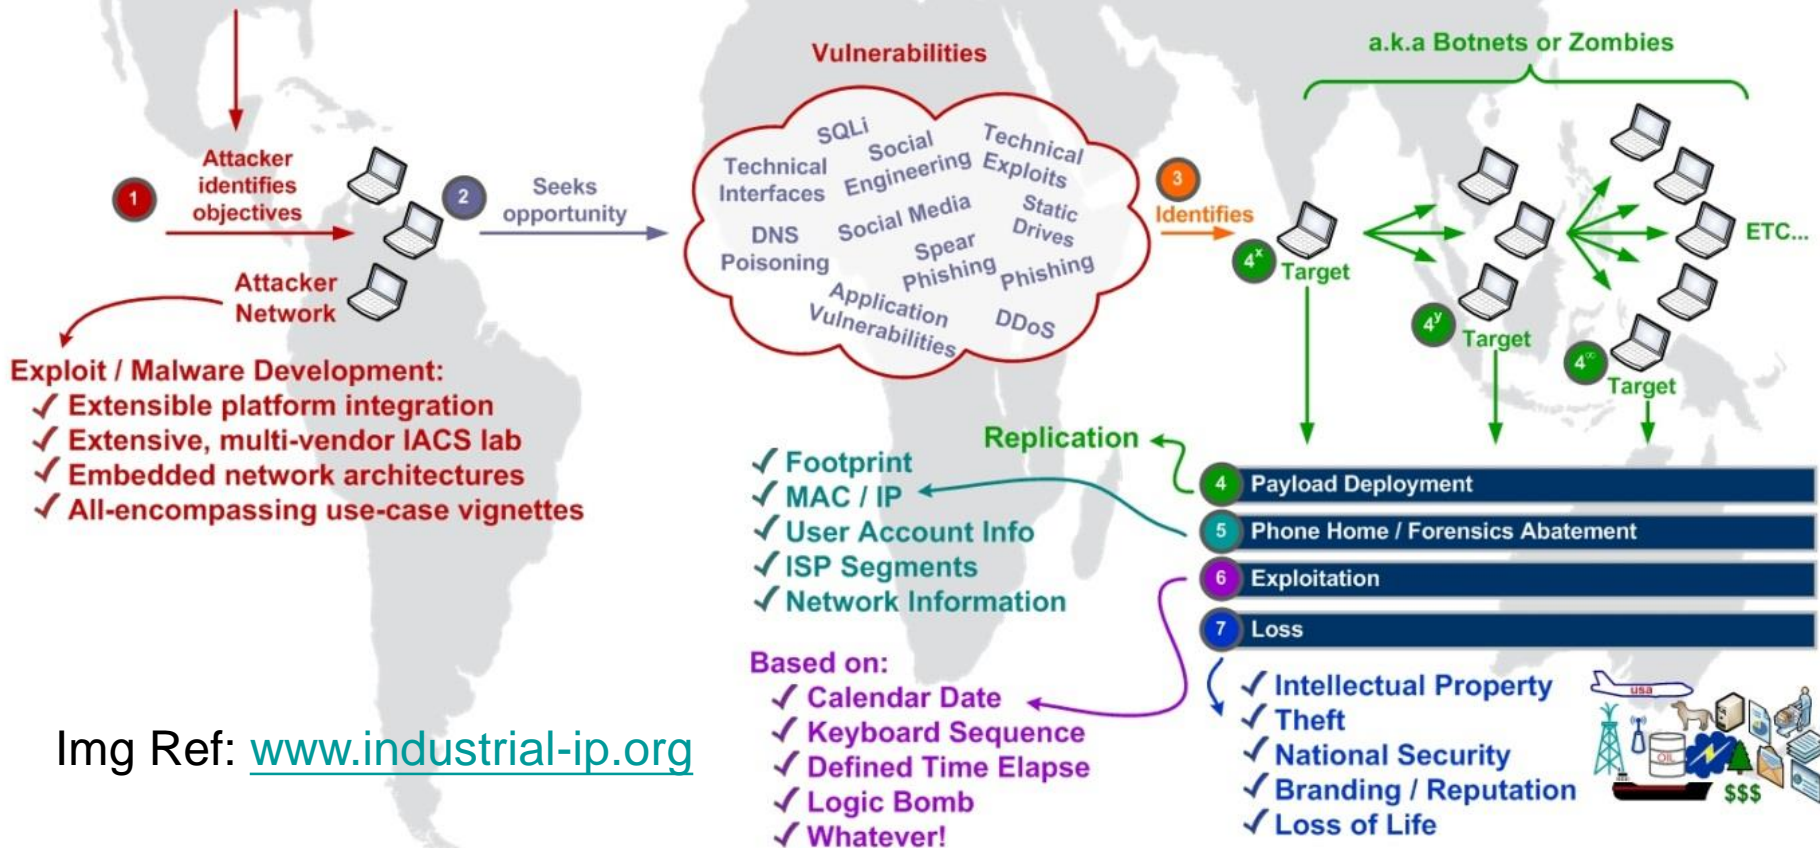 Vulnerabilities
a.k.a Botnets or Zombies
1
Attacker
identifies
objectives
2
Seeks
opportunity
SQLi
Social
Engineering
Technical
Exploits
Technical
Interfaces
Social Media
Static
Drives
DNS
Poisoning
Spear
Phishing
Phishing
Application
Vulnerabilities
DDoS
3
Identifies
4x
Target
ETC...
4y
Target
4∞
Target
Attacker
Network
Exploit / Malware Development:
✓ Extensible platform integration
✓ Extensive, multi-vendor IACS lab
✓ Embedded network architectures
✓ All-encompassing use-case vignettes
Replication
4 Payload Deployment
5 Phone Home / Forensics Abatement
6 Exploitation
7 Loss
✓ Footprint
✓ MAC / IP
✓ User Account Info
✓ ISP Segments
✓ Network Information
Based on:
✓ Calendar Date
✓ Keyboard Sequence
✓ Defined Time Elapse
✓ Logic Bomb
✓ Whatever!
✓ Intellectual Property
✓ Theft
✓ National Security
✓ Branding / Reputation
✓ Loss of Life
usa
OIL
$$$
Img Ref: www.industrial-ip.org